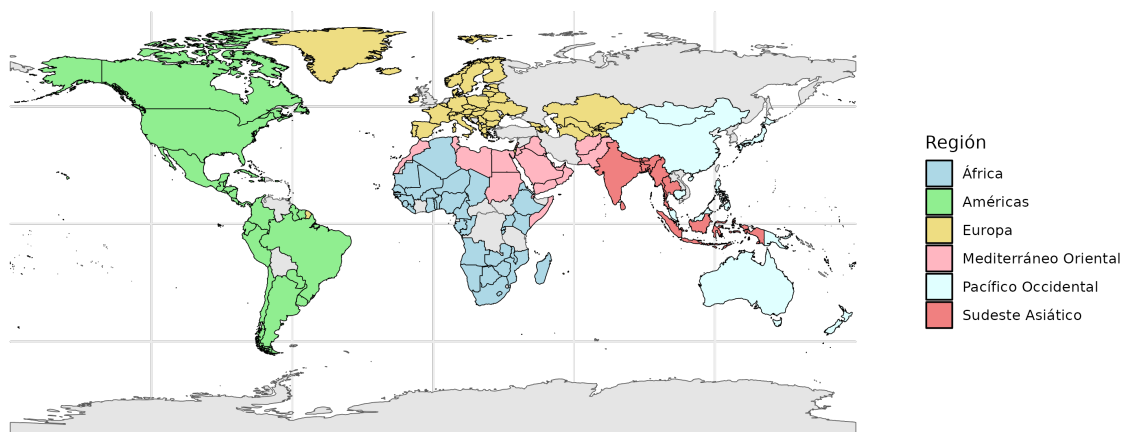 Región
África
Américas
Europa
Mediterráneo Oriental
Pacífico Occidental
Sudeste Asiático